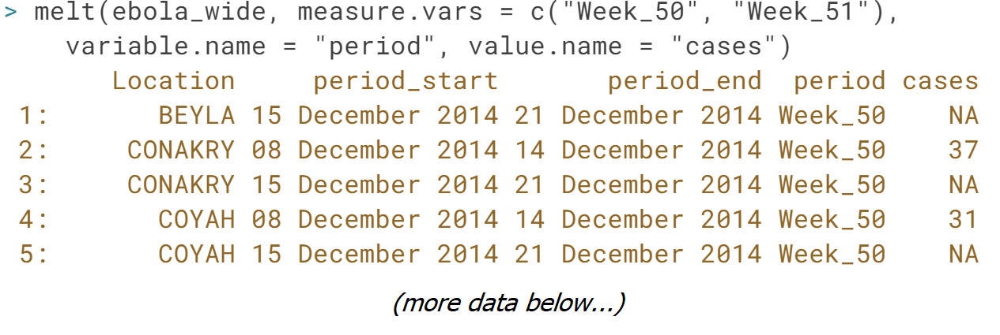 > melt(ebola_wide, measure.vars = c("Week_50", "Week_51"),
variable.name = "period", value.name = "cases")
Location period_start period_end period cases
1: BEYLA 15 December 2014 21 December 2014 Week_50 NA
2: CONAKRY 08 December 2014 14 December 2014 Week_50 37
3: CONAKRY 15 December 2014 21 December 2014 Week_50 NA
4: COYAH 08 December 2014 14 December 2014 Week_50 31
5: COYAH 15 December 2014 21 December 2014 Week_50 NA
(more data below...)